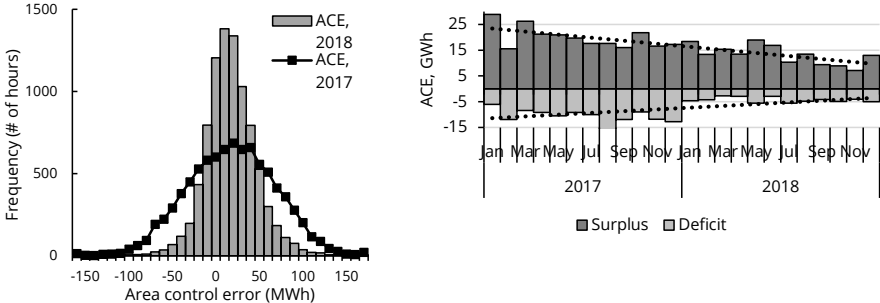 1500
1000
500
0
Frequency (# of hours)
ACE,
2018
ACE,
2017
-150 -100 -50 0 50 100 150
Area control error (MWh)
25
15
5
-5
-15
ACE, GWh
Jan Mar May Jul Sep Nov Jan Mar May Jul Sep Nov
2017 2018
Surplus Deficit